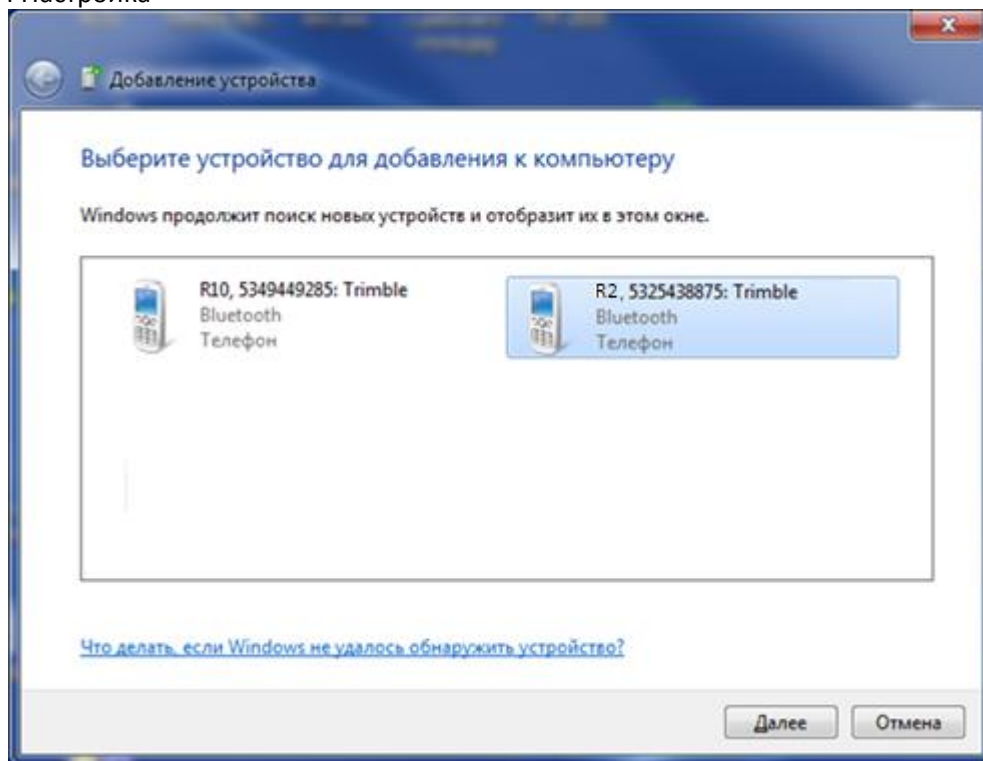 Настройка
Добавление устройства
Выберите устройство для добавления к компьютеру
Windows продолжит поиск новых устройств и отобразит их в этом окне.
R10, 5349449285: Trimble
Bluetooth
Телефон
R2, 5325438875: Trimble
Bluetooth
Телефон
Что делать, если Windows не удалось обнаружить устройство?
Далее
Отмена